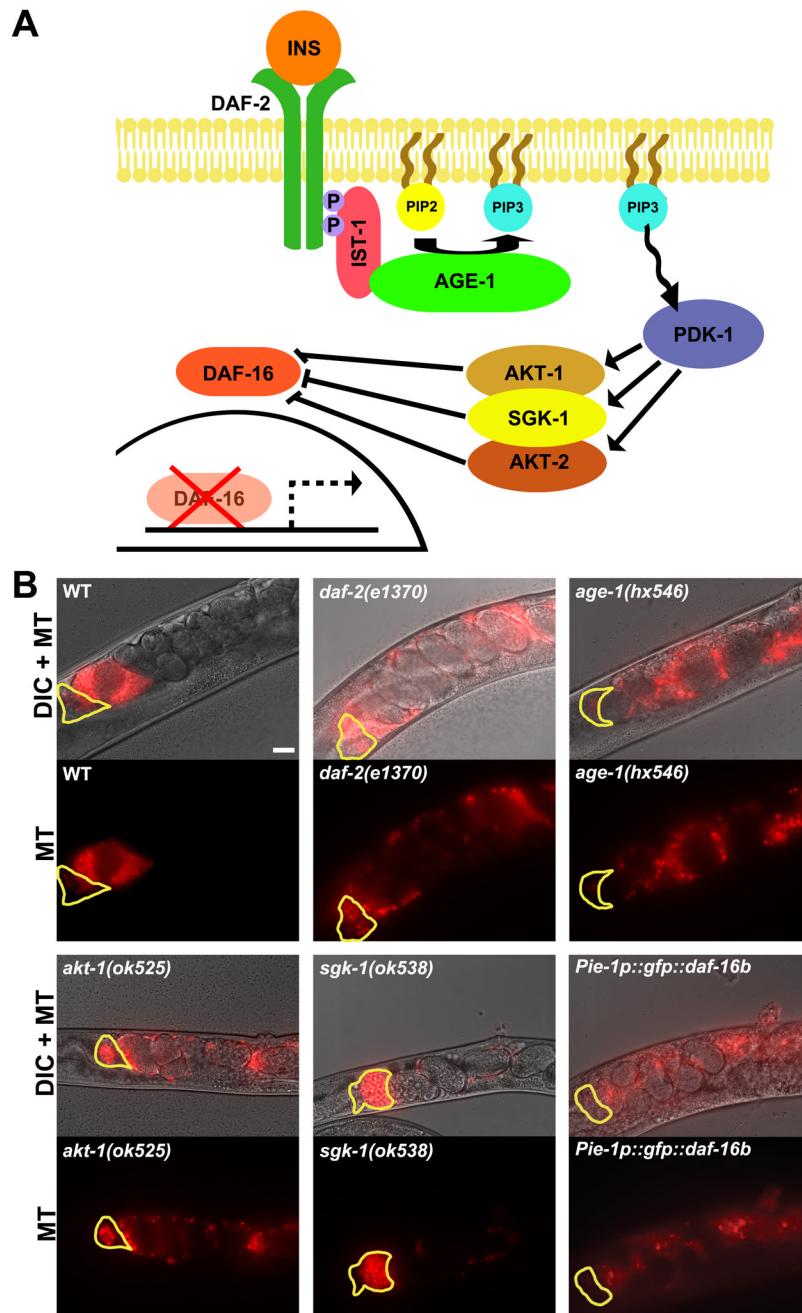 A
INS
DAF-2
P
P
IST-1
PIP2
PIP3
PIP3
AGE-1
PDK-1
DAF-16
AKT-1
SGK-1
AKT-2
DAF-16
B
DIC + MT
WT
daf-2(e1370)
age-1(hx546)
MT
WT
daf-2(e1370)
age-1(hx546)
DIC + MT
akt-1(ok525)
sgk-1(ok538)
Pie-1p::gfp::daf-16b
MT
akt-1(ok525)
sgk-1(ok538)
Pie-1p::gfp::daf-16b